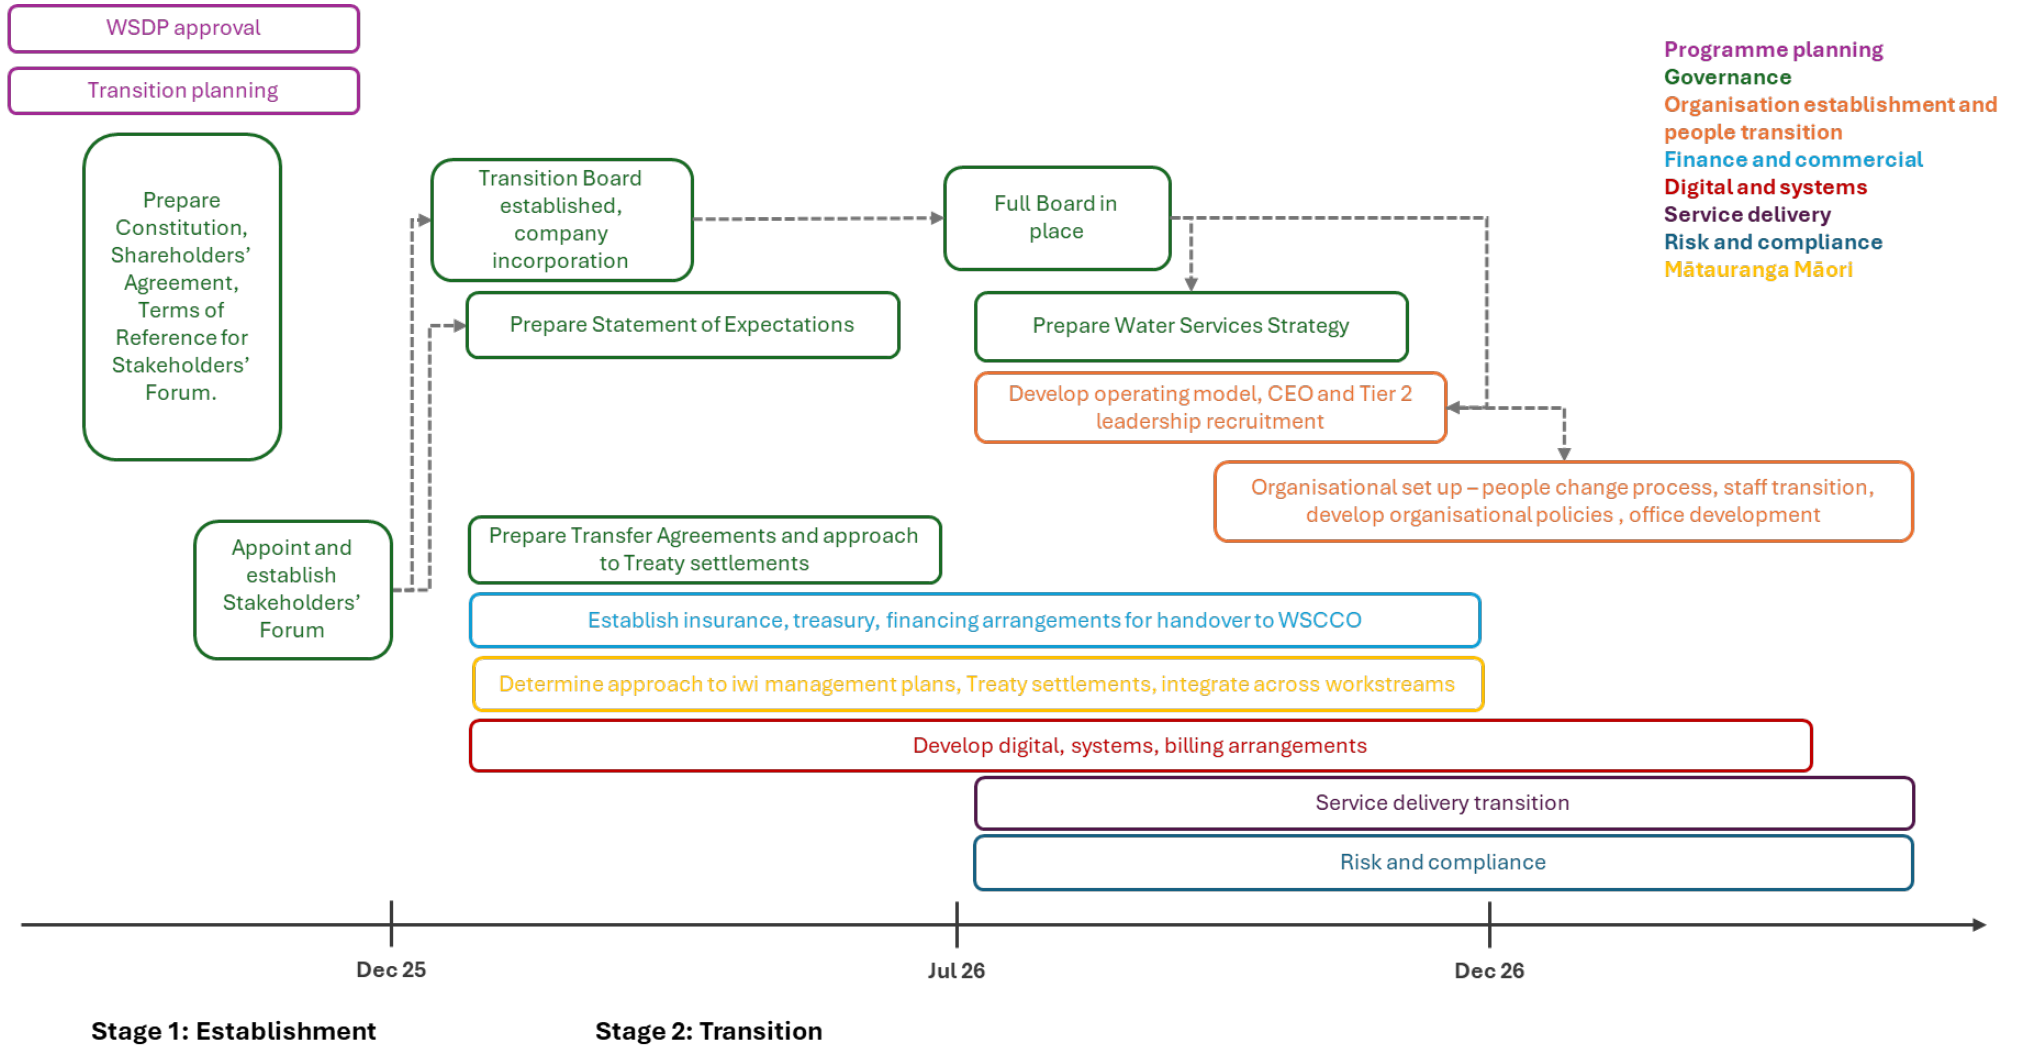 WSDP approval
Transition planning
Prepare
Constitution,
Shareholders’
Agreement,
Terms of
Reference for
Stakeholders’
Forum.
Appoint and
establish
Stakeholders’
Forum
Transition Board
established,
company
incorporation
Full Board in
place
Prepare Statement of Expectations
Prepare Water Services Strategy
Develop operating model, CEO and Tier 2
leadership recruitment
Organisational set up – people change process, staff transition,
develop organisational policies , office development
Prepare Transfer Agreements and approach
to Treaty settlements
Establish insurance, treasury, financing arrangements for handover to WSCCO
Determine approach to iwi management plans, Treaty settlements, integrate across workstreams
Develop digital, systems, billing arrangements
Service delivery transition
Risk and compliance
Programme planning
Governance
Organisation establishment and
people transition
Finance and commercial
Digital and systems
Service delivery
Risk and compliance
Mātauranga Māori
Dec 25
Jul 26
Dec 26
Stage 1: Establishment
Stage 2: Transition